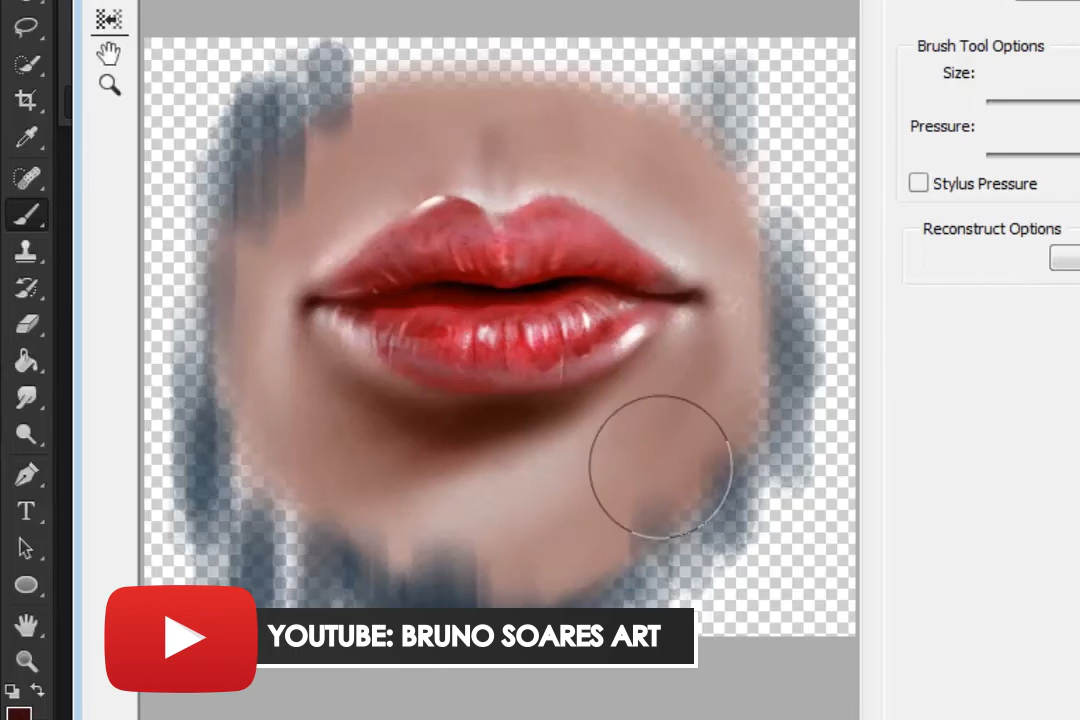 Brush Tool Options
Size:
Pressure:
Stylus Pressure
Reconstruct Options
YOUTUBE: BRUNO SOARES ART